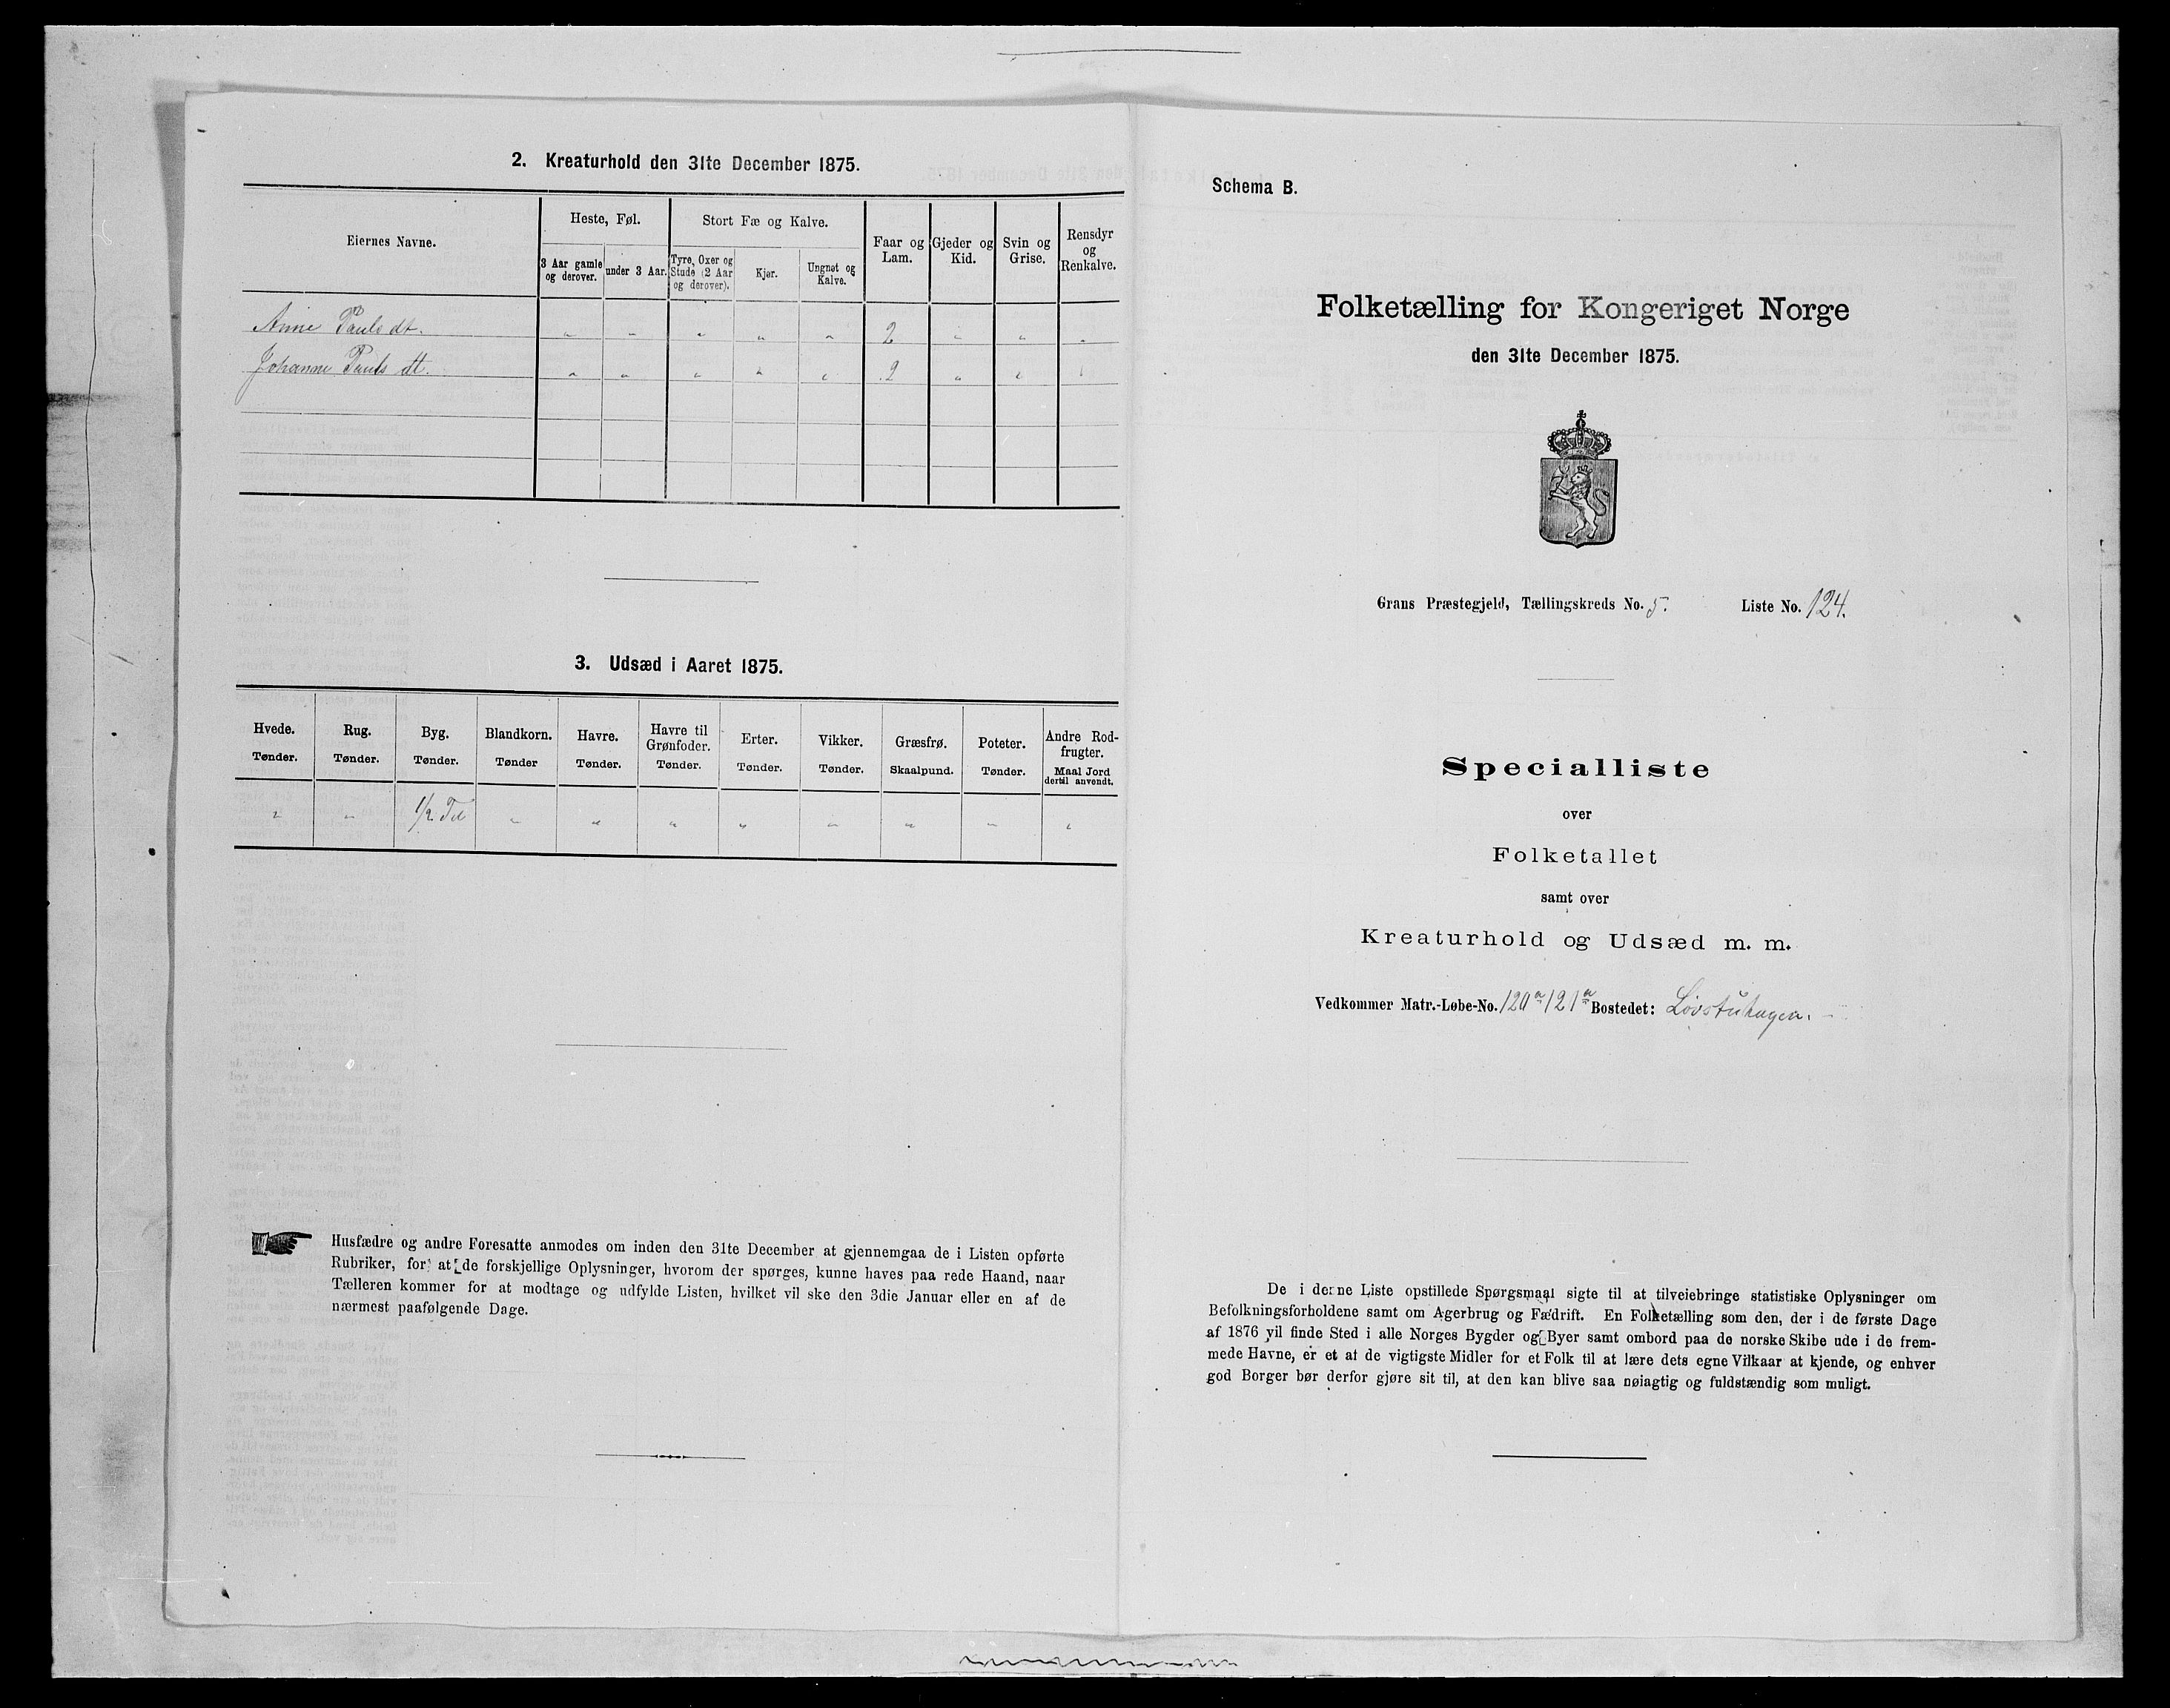 2. Kreaturhold den 31te December 1875.
Eiernes Navne.
Heste, Føl.
Stort Fæ og Kalve.
Faar og Lam.
Gjeder og Kid.
Svin og Grise.
Rensdyr og Renkalve.
3 Aar gamle og derover.
under 3 Aar.
Tyre, Oxer og Stude (2 Aar og derover).
Kjør.
Ungnøt og Kalve.
Anne Pauls dt. " " " " " 2 " " "
Johanne Pauls dt. " " " " " 2 " " "
3. Udsæd i Aaret 1875.
Hvede. Rug. Byg. Blandkorn. Havre. Havre til Grønfoder. Erter. Vikker. Græsfrø. Poteter. Andre Rod-frugter.
Tønder. Tønder. Tønder. Tønder Tønder. Tønder. Tønder. Tønder. Skaalpund. Tønder. Maal Jord dertil anvendt.
" " 1/2 Td " " " " " " " "
Husfædre og andre Foresatte anmodes om inden den 31te December at gjennemgaa de i Listen opførte
Rubriker, for at de forskjellige Oplysninger, hvorom der spørges, kunne haves paa rede Haand, naar
Tælleren kommer for at modtage og udfylde Listen, hvilket vil ske den 3die Januar eller en af de
nærmest paafølgende Dage.
Schema B.
Folketælling for Kongeriget Norge
den 31te December 1875.
Grans Præstegjeld, Tællingskreds No. 5. Liste No. 124.
Specialliste
over
Folketallet
samt over
Kreaturhold og Udsæd m. m.
Vedkommer Matr.-Løbe-No. 120a 121a Bostedet: Lövstuhagen.
De i denne Liste opstillede Spørgsmaal sigte til at tilveiebringe statistiske Oplysninger om
Befolkningsforholdene samt om Agerbrug og Fædrift. En Folketælling som den, der i de første Dage
af 1876 vil finde Sted i alle Norges Bygder og Byer samt ombord paa de norske Skibe ude i de frem-
mede Havne, er et af de vigtigste Midler for et Folk til at lære dets egne Vilkaar at kjende, og enhver
god Borger bør derfor gjøre sit til, at den kan blive saa nøiagtig og fuldstændig som muligt.